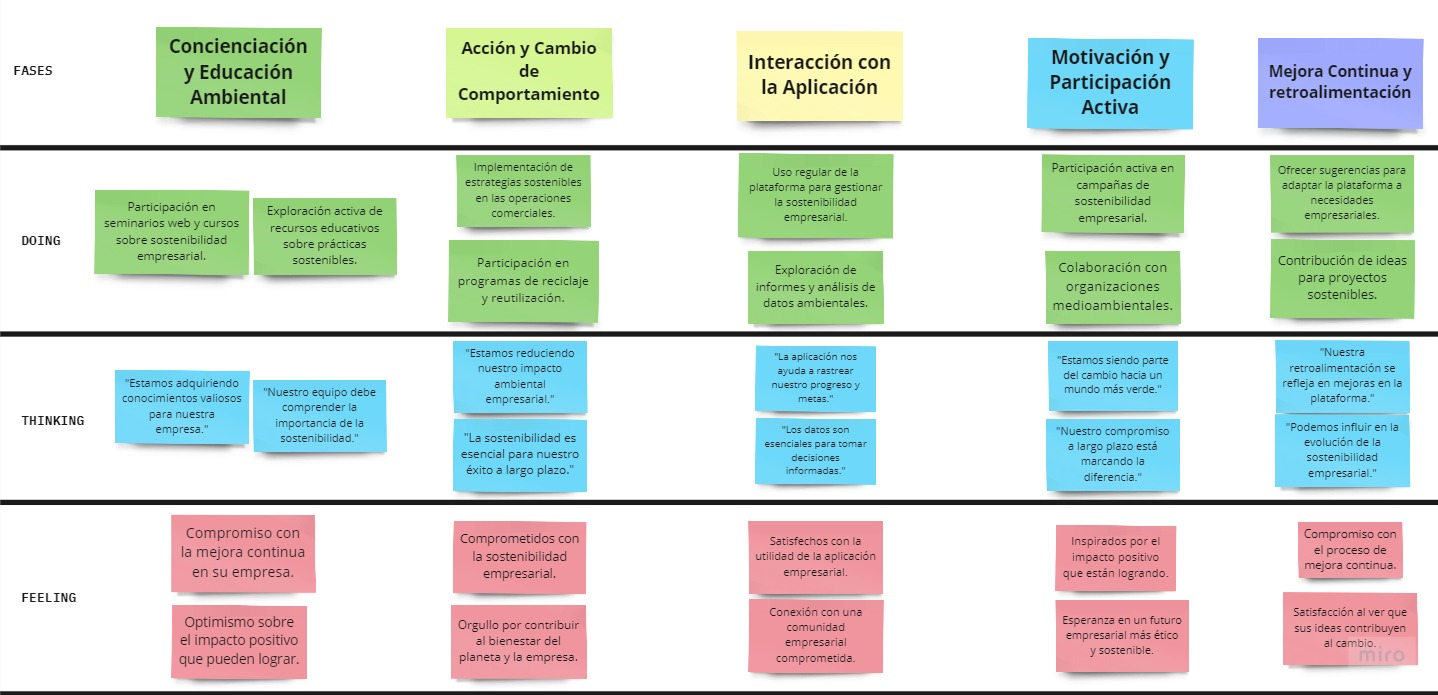 FASES
Concienciación
y Educación
Ambiental
Acción y Cambio
de
Comportamiento
Interacción con
la Aplicación
Motivación y
Participación
Activa
Mejora Continua y
retroalimentación
DOING
Participación en
seminarios web y cursos
sobre sostenibilidad
empresarial.
Exploración activa de
recursos educativos
sobre prácticas
sostenibles.
Implementación de
estrategias sostenibles
en las operaciones
comerciales.
Participación en
programas de reciclaje
y reutilización.
Uso regular de la
plataforma para gestionar
la sostenibilidad
empresarial.
Exploración de
informes y análisis de
datos ambientales.
Participación activa en
campañas de
sostenibilidad
empresarial.
Colaboración con
organizaciones
medioambientales.
Ofrecer sugerencias para
adaptar la plataforma a
necesidades
empresariales.
Contribución de ideas
para proyectos
sostenibles.
THINKING
"Estamos adquiriendo
conocimientos valiosos
para nuestra
empresa."
"Nuestro equipo debe
comprender la
importancia de la
sostenibilidad."
"Estamos reduciendo
nuestro impacto
ambiental
empresarial."
"La sostenibilidad es
esencial para nuestro
éxito a largo plazo."
"La aplicación nos
ayuda a rastrear
nuestro progreso y
metas."
"Los datos son
esenciales para tomar
decisiones
informadas."
"Estamos siendo parte
del cambio hacia un
mundo más verde."
"Nuestro compromiso
a largo plazo está
marcando la
diferencia."
"Nuestra
retroalimentación se
refleja en mejoras en la
plataforma."
"Podemos influir en la
evolución de la
sostenibilidad
empresarial."
FEELING
Compromiso con
la mejora continua
en su empresa.
Optimismo sobre
el impacto positivo
que pueden lograr.
Comprometidos con
la sostenibilidad
empresarial.
Orgullo por contribuir
al bienestar del
planeta y la empresa.
Satisfechos con la
utilidad de la aplicación
empresarial.
Conexión con una
comunidad
empresarial
comprometida.
Inspirados por el
impacto positivo
que están logrando.
Esperanza en un futuro
empresarial más ético
y sostenible.
Compromiso con
el proceso de
mejora continua.
Satisfacción al ver que
sus ideas contribuyen
al cambio.
miro